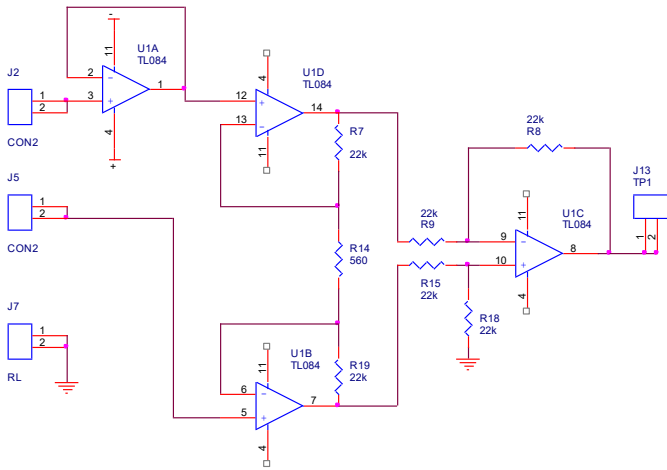 -
11
U1A
TL084
J2
1
2
CON2
2
3
1
4
+
J5
1
2
CON2
J7
1
2
RL
4
U1D
TL084
12
13
14
11
R7
22k
R14
560
11
U1B
TL084
6
5
7
4
R19
22k
22k
R9
R15
22k
R18
22k
22k
R8
11
U1C
TL084
9
10
8
4
J13
TP1
1
2